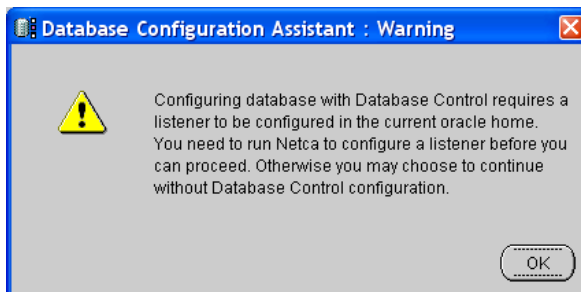 Database Configuration Assistant : Warning
Configuring database with Database Control requires a
listener to be configured in the current oracle home.
You need to run Netca to configure a listener before you
can proceed. Otherwise you may choose to continue
without Database Control configuration.
OK